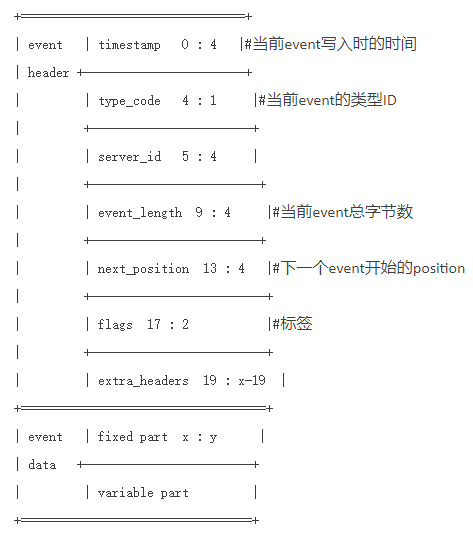 +=================================+
| event | timestamp 0 : 4 |#当前event写入时的时间
| header +------------------------+
| | type_code 4 : 1 |#当前event的类型ID
| +------------------------+
| | server_id 5 : 4 |
| +-------------------------+
| | event_length 9 : 4 |#当前event总字节数
| +-------------------------+
| | next_position 13 : 4 |#下一个event开始的position
| +--------------------------+
| | flags 17 : 2 |#标签
| +--------------------------+
| | extra_headers 19 : x-19 |
+===================================+
| event | fixed part x : y |
| data +-------------------------+
| | variable part |
+=================================+